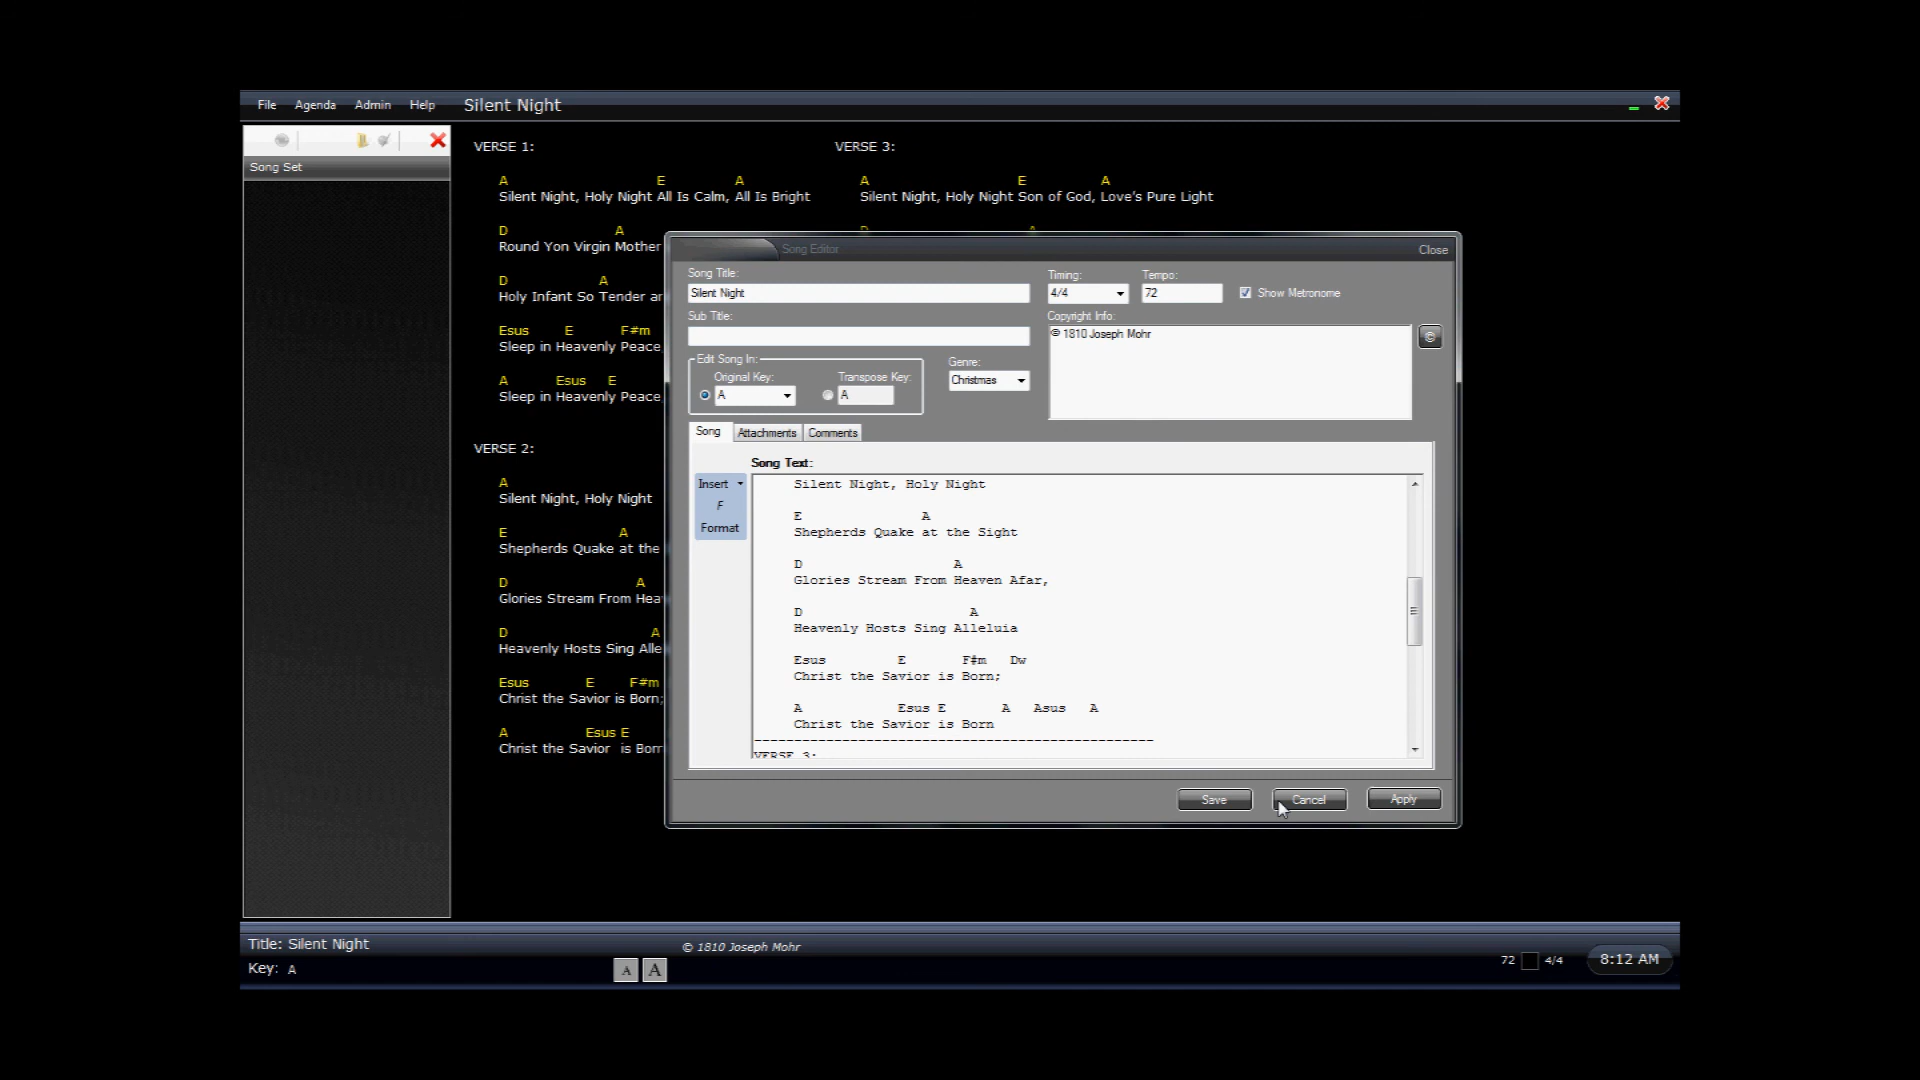 File Agenda Admin Help Silent Night
Song Set
VERSE 1:
A E A
Silent Night, Holy Night All Is Calm, All Is Bright
D A
Round Yon Virgin Mother
D A
Holy Infant So Tender ar
Esus E F#m
Sleep in Heavenly Peace,
A Esus E
Sleep in Heavenly Peace,
VERSE 2:
A
Silent Night, Holy Night
E A
Shepherds Quake at the
D A
Glories Stream From Hea
D A
Heavenly Hosts Sing Alle
Esus E F#m
Christ the Savior is Born;
A Esus E
Christ the Savior is Born
VERSE 3:
A E A
Silent Night, Holy Night Son of God, Love's Pure Light
D A
Song Editor Close
Song Title:
Silent Night
Sub Title:
Timing:
4/4
Tempo:
72
Show Metronome
Copyright Info:
© 1810 Joseph Mohr
©
Edit Song In:
Original Key: Transpose Key:
A A
Genre:
Christmas
Song Attachments Comments
Song Text:
Insert
F
Format
Silent Night, Holy Night
E A
Shepherds Quake at the Sight
D A
Glories Stream From Heaven Afar,
D A
Heavenly Hosts Sing Alleluia
Esus E F#m Dw
Christ the Savior is Born;
A Esus E A Asus A
Christ the Savior is Born
--------------------------------------------------
VERSE 3:
Save Cancel Apply
Title: Silent Night
Key: A
A A
© 1810 Joseph Mohr
72 4/4 8:12 AM